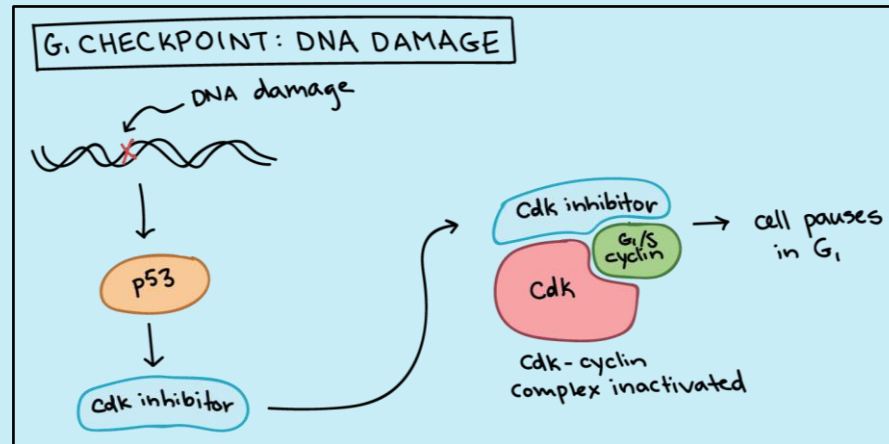 G₁ CHECKPOINT: DNA DAMAGE
DNA damage
p53
Cdk inhibitor
Cdk inhibitor
G₁/S
cyclin
Cdk
Cdk-cyclin
complex inactivated
cell pauses
in G₁